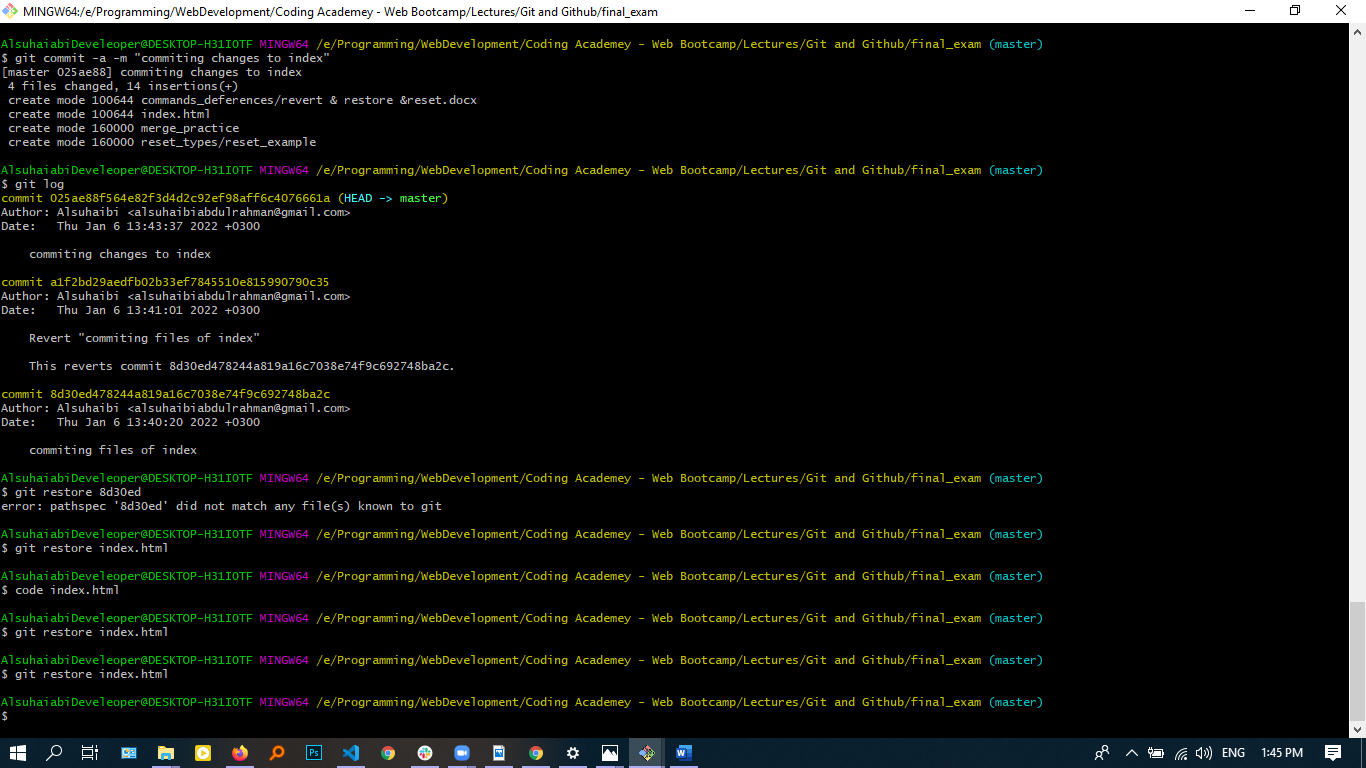 MINGW64:/e/Programming/WebDevelopment/Coding Academey - Web Bootcamp/Lectures/Git and Github/final_exam
AlsuhaiabiDeveleoper@DESKTOP-H31IOTF MINGW64 /e/Programming/WebDevelopment/Coding Academey - Web Bootcamp/Lectures/Git and Github/final_exam (master)
$ git commit -a -m "commiting changes to index"
[master 025ae88] commiting changes to index
4 files changed, 14 insertions(+)
create mode 100644 commands_deferences/revert & restore &reset.docx
create mode 100644 index.html
create mode 160000 merge_practice
create mode 160000 reset_types/reset_example
AlsuhaiabiDeveleoper@DESKTOP-H31IOTF MINGW64 /e/Programming/WebDevelopment/Coding Academey - Web Bootcamp/Lectures/Git and Github/final_exam (master)
$ git log
commit 025ae88f564e82f3d4d2c92ef98aff6c4076661a (HEAD -> master)
Author: Alsuhaibi <alsuhaibiabdulrahman@gmail.com>
Date:   Thu Jan 6 13:43:37 2022 +0300
commiting changes to index
commit a1f2bd29aedfb02b33ef7845510e815990790c35
Author: Alsuhaibi <alsuhaibiabdulrahman@gmail.com>
Date:   Thu Jan 6 13:41:01 2022 +0300
Revert "commiting files of index"
This reverts commit 8d30ed478244a819a16c7038e74f9c692748ba2c.
commit 8d30ed478244a819a16c7038e74f9c692748ba2c
Author: Alsuhaibi <alsuhaibiabdulrahman@gmail.com>
Date:   Thu Jan 6 13:40:20 2022 +0300
commiting files of index
AlsuhaiabiDeveleoper@DESKTOP-H31IOTF MINGW64 /e/Programming/WebDevelopment/Coding Academey - Web Bootcamp/Lectures/Git and Github/final_exam (master)
$ git restore 8d30ed
error: pathspec '8d30ed' did not match any file(s) known to git
AlsuhaiabiDeveleoper@DESKTOP-H31IOTF MINGW64 /e/Programming/WebDevelopment/Coding Academey - Web Bootcamp/Lectures/Git and Github/final_exam (master)
$ git restore index.html
AlsuhaiabiDeveleoper@DESKTOP-H31IOTF MINGW64 /e/Programming/WebDevelopment/Coding Academey - Web Bootcamp/Lectures/Git and Github/final_exam (master)
$ code index.html
AlsuhaiabiDeveleoper@DESKTOP-H31IOTF MINGW64 /e/Programming/WebDevelopment/Coding Academey - Web Bootcamp/Lectures/Git and Github/final_exam (master)
$ git restore index.html
AlsuhaiabiDeveleoper@DESKTOP-H31IOTF MINGW64 /e/Programming/WebDevelopment/Coding Academey - Web Bootcamp/Lectures/Git and Github/final_exam (master)
$ git restore index.html
AlsuhaiabiDeveleoper@DESKTOP-H31IOTF MINGW64 /e/Programming/WebDevelopment/Coding Academey - Web Bootcamp/Lectures/Git and Github/final_exam (master)
$
Ps
ENG
1:45 PM